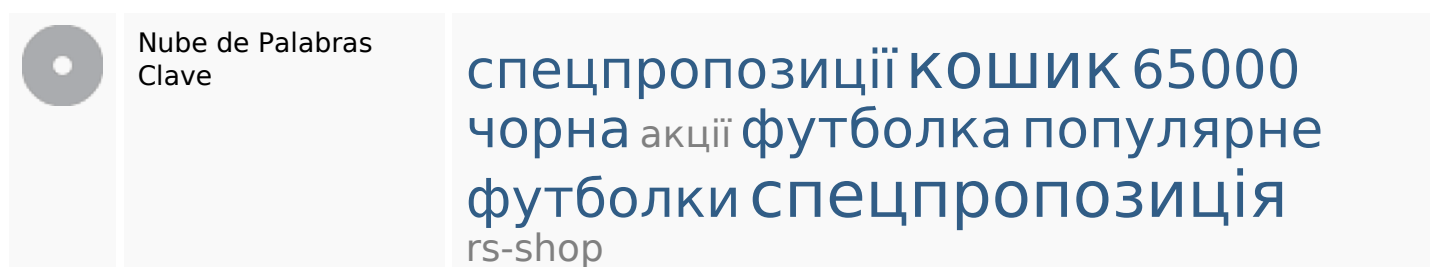 Nube de Palabras
Clave
спецпропозиції кошик 65000
чорна акції футболка популярне
футболки спецпропозиція
rs-shop